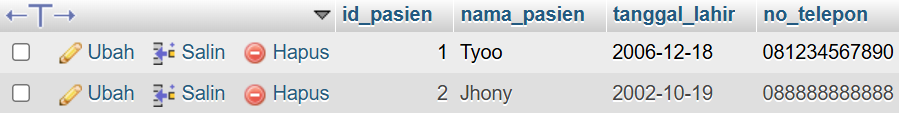 id_pasien nama_pasien tanggal_lahir no_telepon
Ubah Salin Hapus 1 Tyoo 2006-12-18 081234567890
Ubah Salin Hapus 2 Jhony 2002-10-19 088888888888